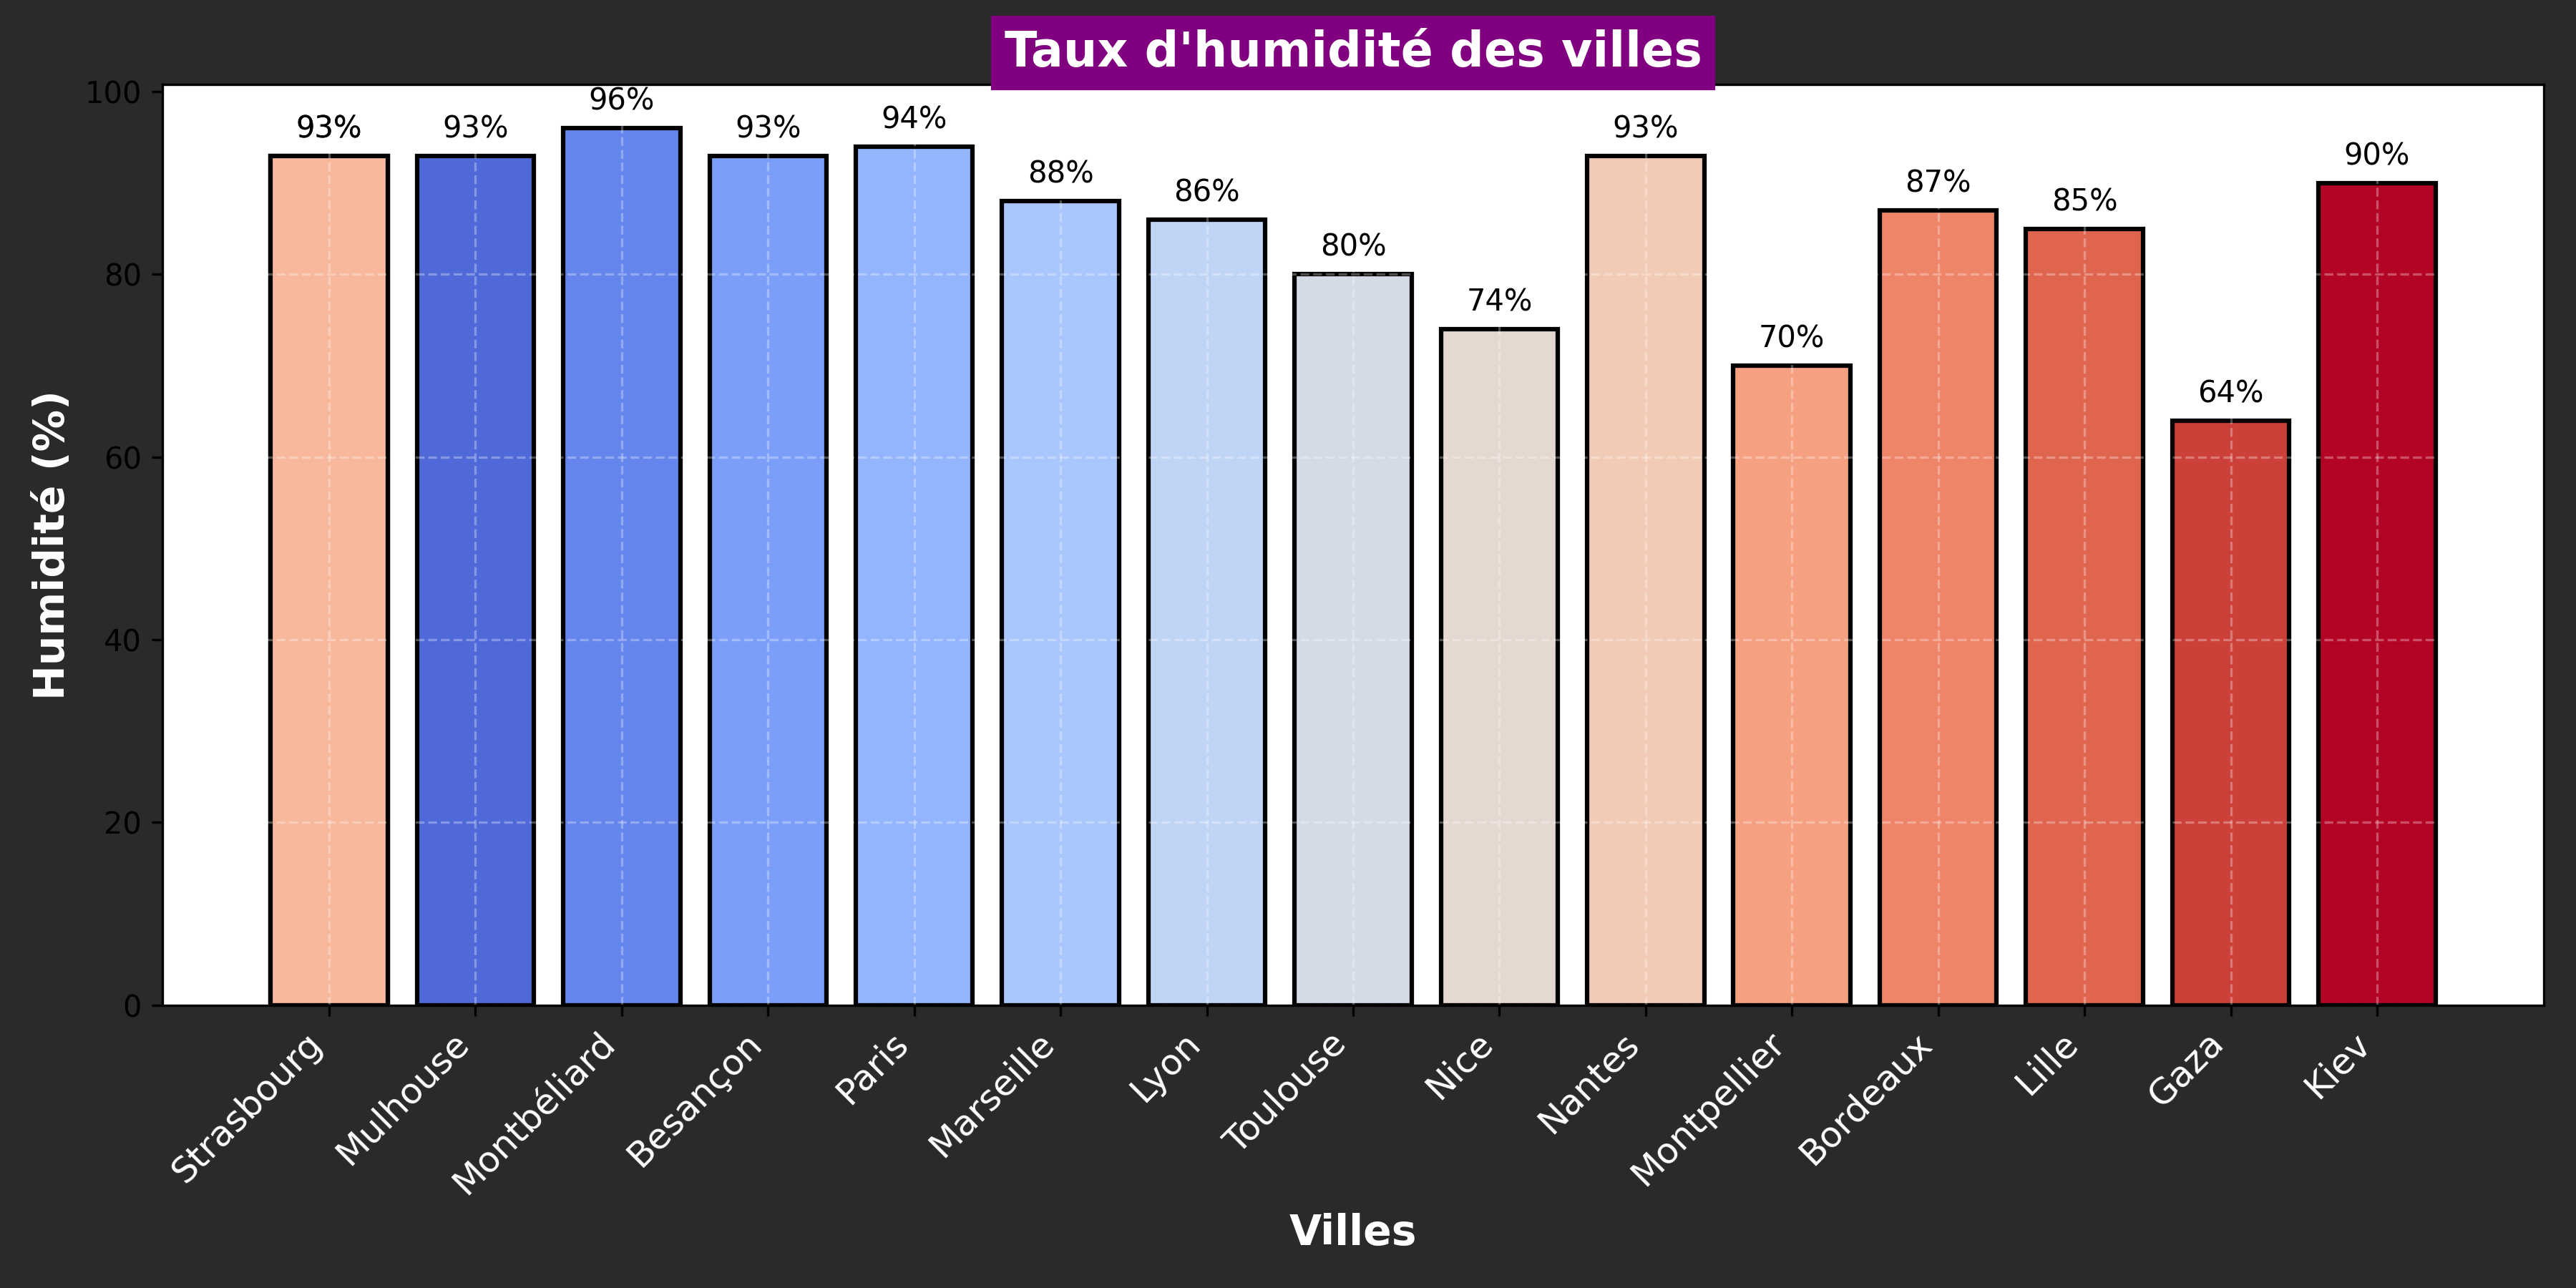 Taux d'humidité des villes
Humidité (%)
100
80
60
40
20
0
93%
93%
96%
93%
94%
88%
86%
80%
74%
93%
70%
87%
85%
64%
90%
Strasbourg
Mulhouse
Montbéliard
Besançon
Paris
Marseille
Lyon
Toulouse
Nice
Nantes
Montpellier
Bordeaux
Lille
Gaza
Kiev
Villes